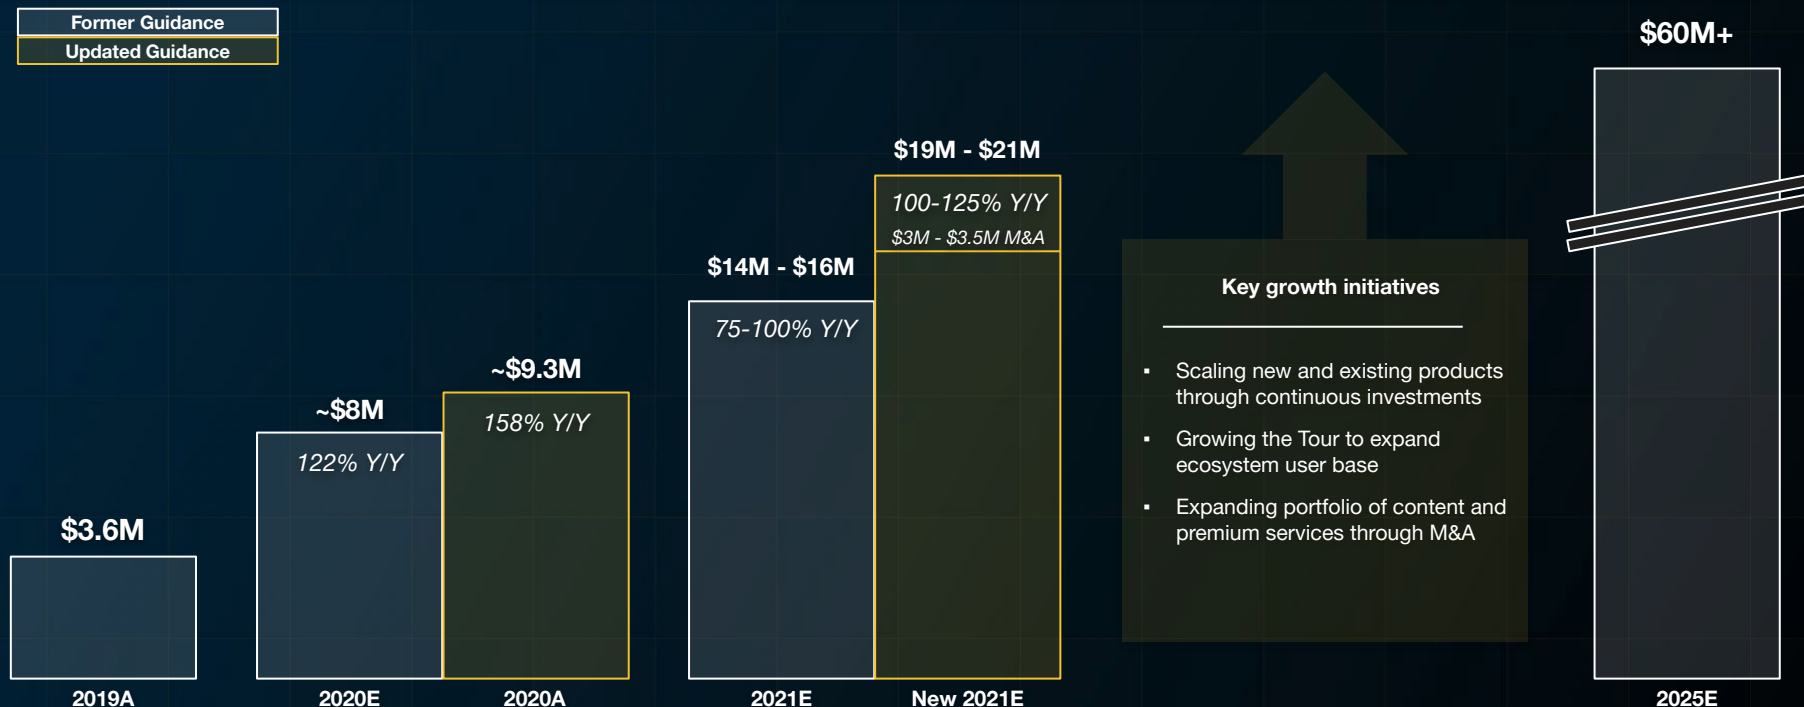 Former Guidance
Updated Guidance
$3.6M
2019A
~$8M
122% Y/Y
2020E
~$9.3M
158% Y/Y
2020A
$14M - $16M
75-100% Y/Y
2021E
$19M - $21M
100-125% Y/Y
$3M - $3.5M M&A
New 2021E
Key growth initiatives
▪ Scaling new and existing products
through continuous investments
▪ Growing the Tour to expand
ecosystem user base
▪ Expanding portfolio of content and
premium services through M&A
$60M+
2025E